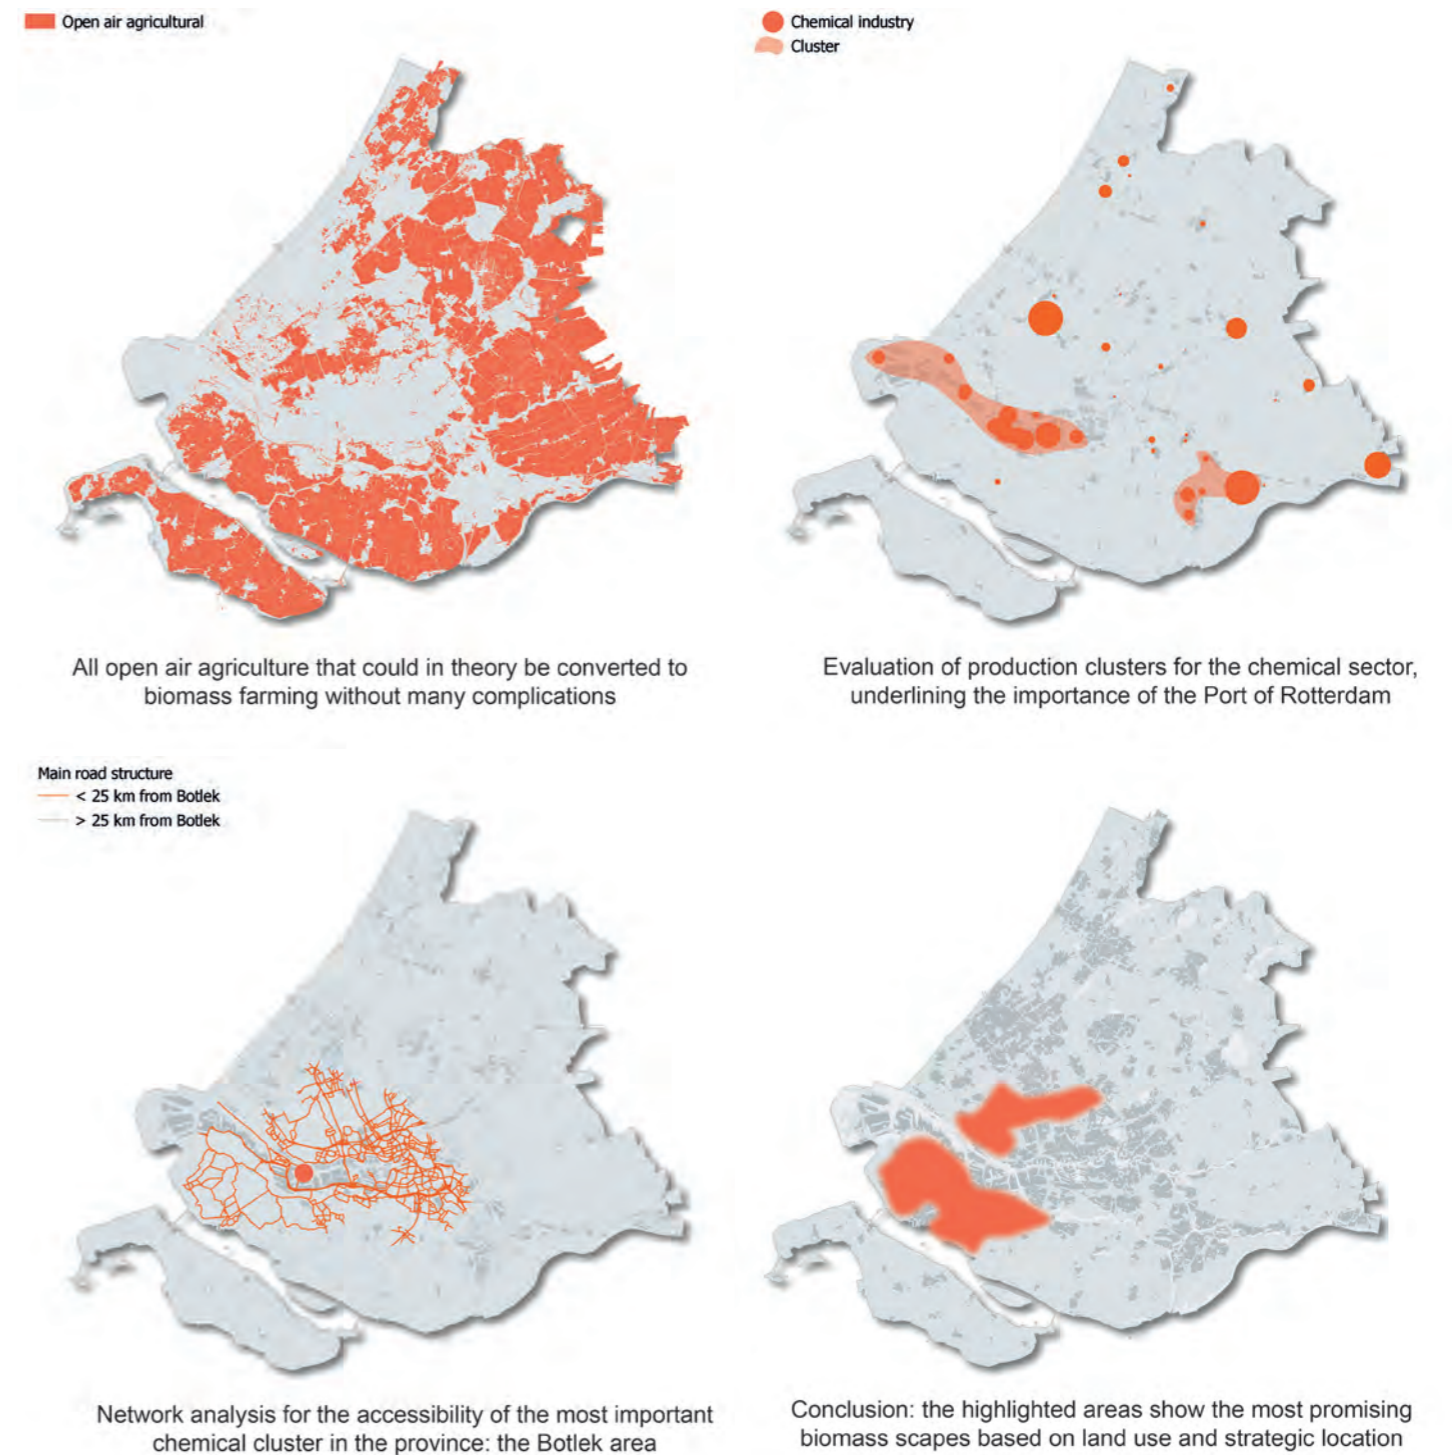 Open air agricultural
Chemical industry
Cluster
All open air agriculture that could in theory be converted to
biomass farming without many complications
Evaluation of production clusters for the chemical sector,
underlining the importance of the Port of Rotterdam
Main road structure
< 25 km from Botlek
> 25 km from Botlek
Network analysis for the accessibility of the most important
chemical cluster in the province: the Botlek area
Conclusion: the highlighted areas show the most promising
biomass scapes based on land use and strategic location